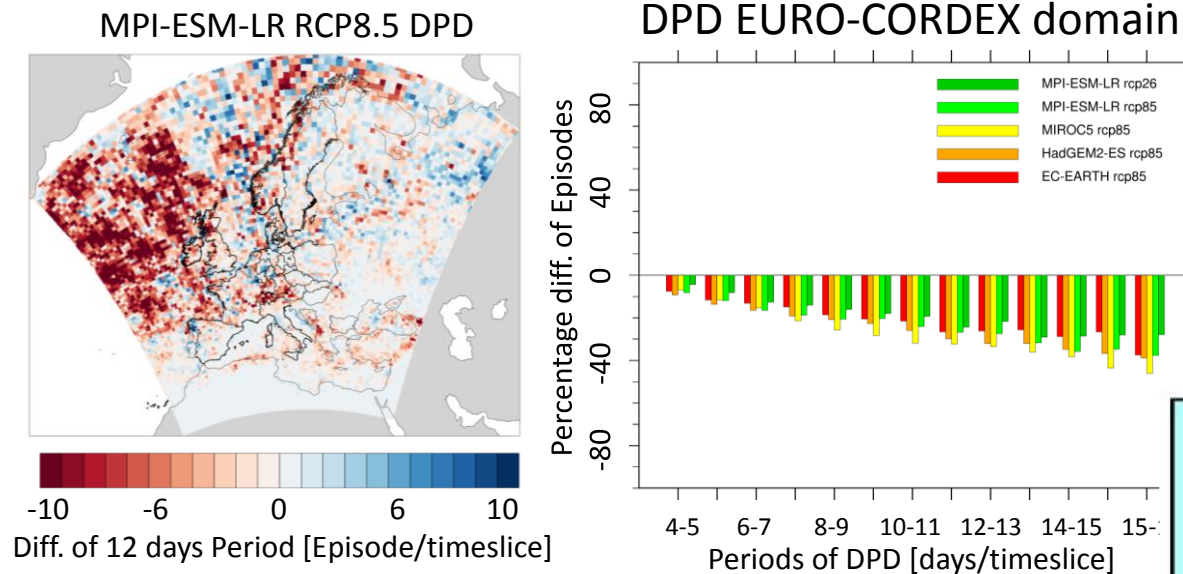 MPI-ESM-LR RCP8.5 DPD
-10 -6 0 6 10
Diff. of 12 days Period [Episode/timeslice]
DPD EURO-CORDEX domain
Percentage diff. of Episodes
80
40
0
-40
-80
MPI-ESM-LR rcp26
MPI-ESM-LR rcp85
MIROC5 rcp85
HadGEM2-ES rcp85
EC-EARTH rcp85
4-5 6-7 8-9 10-11 12-13 14-15 15-
Periods of DPD [days/timeslice]